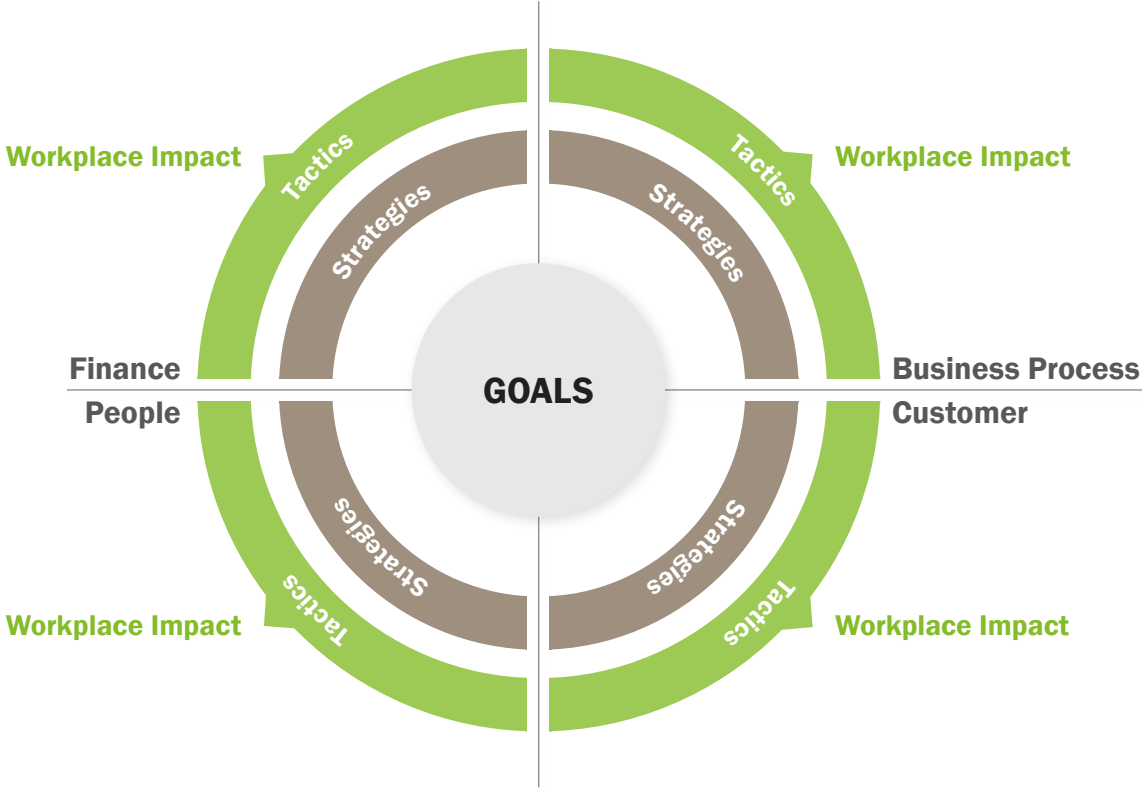 Tactics
Tactics
Workplace Impact
Workplace Impact
Strategies
Strategies
Finance
Business Process
GOALS
People
Customer
Strategies
Strategies
Tactics
Tactics
Workplace Impact
Workplace Impact